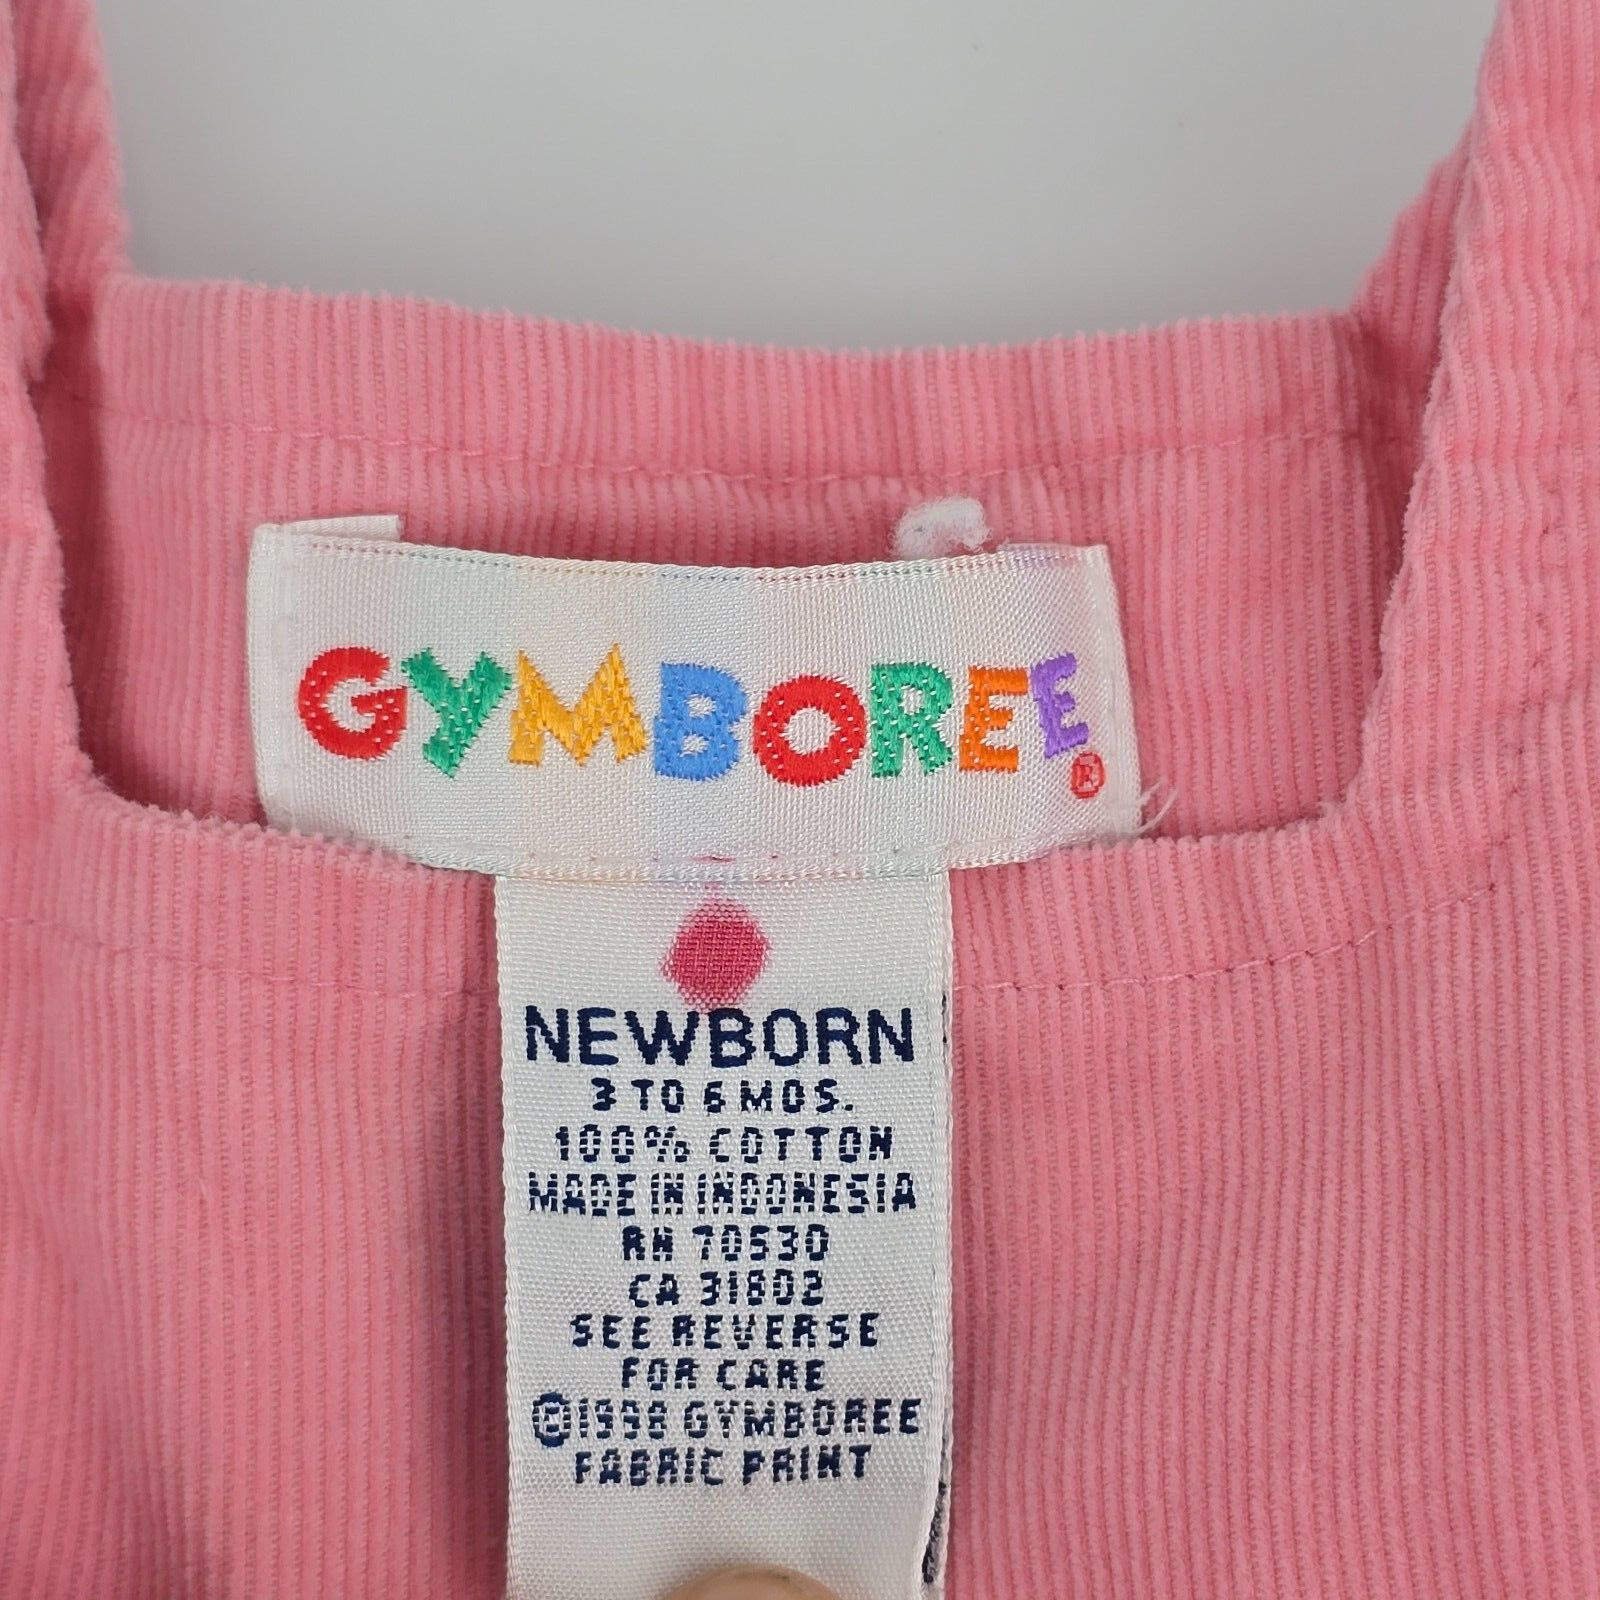 GYMBOREE®
NEWBORN
3 TO 6 MOS.
100% COTTON
MADE IN INDONESIA
RN 70530
CA 31802
SEE REVERSE
FOR CARE
©1998 GYMBOREE
FABRIC PRINT